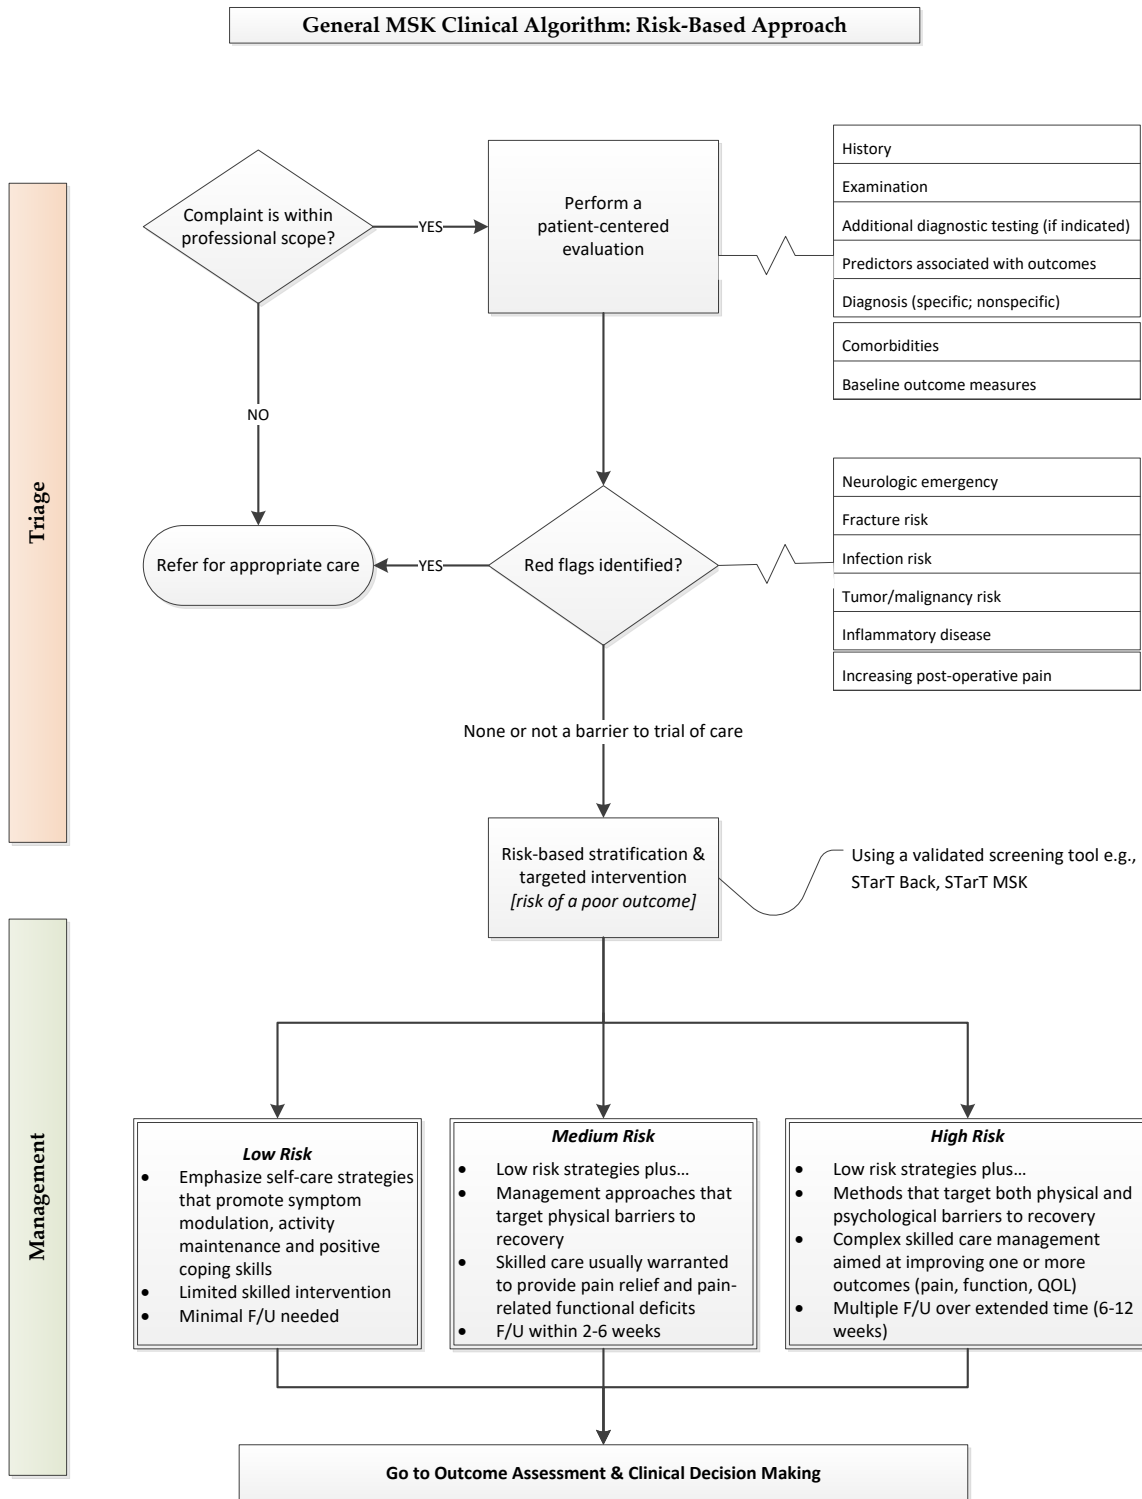 General MSK Clinical Algorithm: Risk-Based Approach
Triage
Complaint is within
professional scope?
YES
Perform a
patient-centered
evaluation
History
Examination
Additional diagnostic testing (if indicated)
Predictors associated with outcomes
Diagnosis (specific; nonspecific)
Comorbidities
Baseline outcome measures
NO
Refer for appropriate care
YES
Red flags identified?
Neurologic emergency
Fracture risk
Infection risk
Tumor/malignancy risk
Inflammatory disease
Increasing post-operative pain
None or not a barrier to trial of care
Risk-based stratification &
targeted intervention
[risk of a poor outcome]
Using a validated screening tool e.g.,
STarT Back, STarT MSK
Management
Low Risk
• Emphasize self-care strategies
that promote symptom
modulation, activity
maintenance and positive
coping skills
• Limited skilled intervention
• Minimal F/U needed
Medium Risk
• Low risk strategies plus…
• Management approaches that
target physical barriers to
recovery
• Skilled care usually warranted
to provide pain relief and pain-
related functional deficits
• F/U within 2-6 weeks
High Risk
• Low risk strategies plus…
• Methods that target both physical and
psychological barriers to recovery
• Complex skilled care management
aimed at improving one or more
outcomes (pain, function, QOL)
• Multiple F/U over extended time (6-12
weeks)
Go to Outcome Assessment & Clinical Decision Making